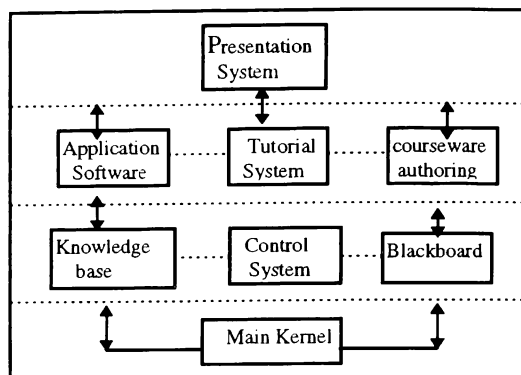 Presentation
System
Application
Software
Tutorial
System
courseware
authoring
Knowledge
base
Control
System
Blackboard
Main Kernel